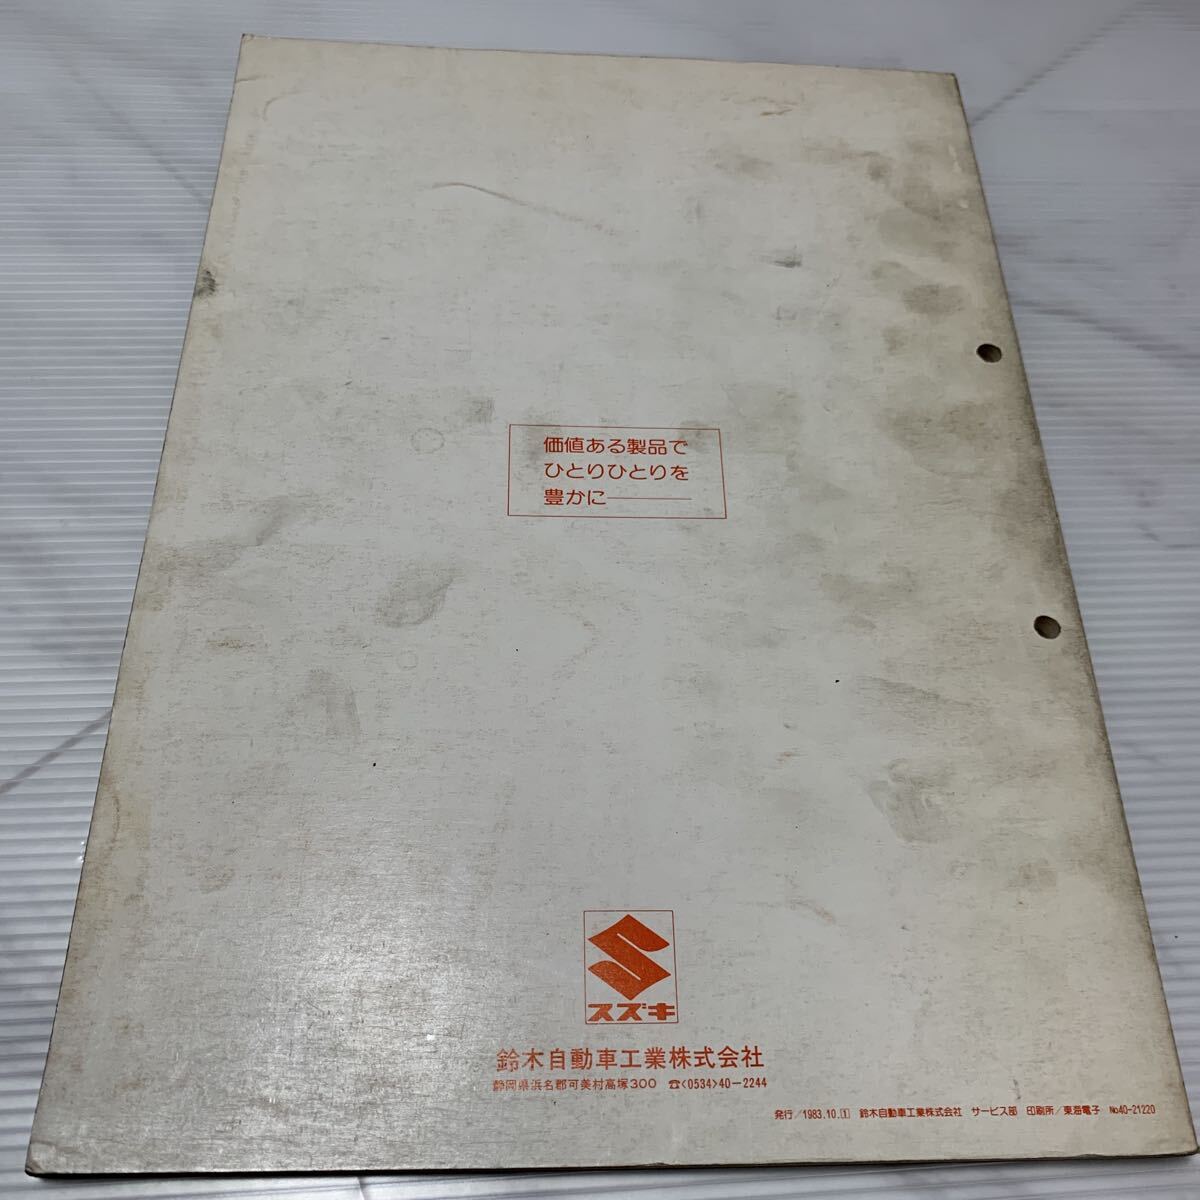 価値ある製品で
ひとりひとりを
豊かに———
スズキ
鈴木自動車工業株式会社
静岡県浜名郡可美村高塚300 ☎<0534>40-2244
発行/1983.10.1 鈴木自動車工業株式会社 サービス部 印刷所/東海電子 No40-21220